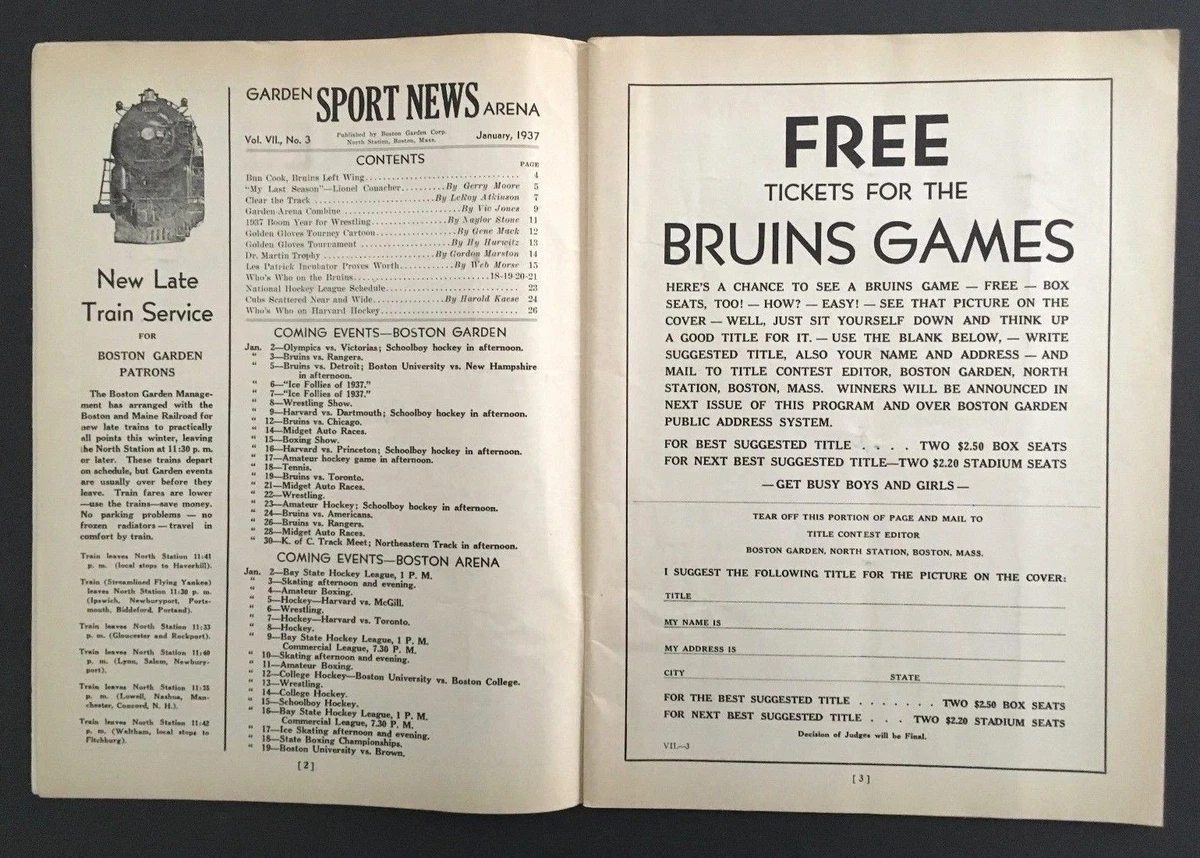 New Late
Train Service
FOR
BOSTON GARDEN
PATRONS
The Boston Garden Manage-
ment has arranged with the
Boston and Maine Railroad for
new late trains to practically
all points this winter, leaving
the North Station at 11:30 p. m.
or later. These trains depart
on schedule, but Garden events
are usually over before they
leave. Train fares are lower
—use the trains—save money.
No parking problems — no
frozen radiators — travel in
comfort by train.
Train leaves North Station 11:41
p. m. (local stops to Haverhill).
Train (Streamlined Flying Yankee)
leaves North Station 11:30 p. m.
(Ipswich, Newburyport, Ports-
mouth, Biddeford, Portand).
Train leaves North Station 11:33
p. m. (Gloucester and Rockport).
Train leaves North Station 11:40
p. m. (Lynn, Salem, Newbury-
port).
Train leaves North Station 11:35
p. m. (Lowell, Nashua, Man-
chester, Concord, N. H.).
Train leaves North Station 11:42
p. m. (Waltham, local stops to
Fitchburg).
GARDEN SPORT NEWS ARENA
Vol. VII., No. 3 Published by Boston Garden Corp. January, 1937
North Station, Boston, Mass.
CONTENTS
PAGE
Bun Cook, Bruins Left Wing 4
"My Last Season"—Lionel Conacher By Gerry Moore 5
Clear the Track By LeRoy Atkinson 7
Garden-Arena Combine By Vic Jones 9
1937 Boom Year for Wrestling By Naylor Stone 11
Golden Gloves Tourney Cartoon By Gene Mack 12
Golden Gloves Tournament By Hy Hurwitz 13
Dr. Martin Trophy By Gordon Marston 14
Les Patrick Incubator Proves Worth By Web Morse 15
Who's Who on the Bruins 18-19-20-21
National Hockey League Schedule 23
Cubs Scattered Near and Wide By Harold Kaese 24
Who's Who on Harvard Hockey 26
COMING EVENTS—BOSTON GARDEN
Jan. 2—Olympics vs. Victorias; Schoolboy hockey in afternoon.
" 3—Bruins vs. Rangers.
" 5—Bruins vs. Detroit; Boston University vs. New Hampshire
in afternoon.
" 6—"Ice Follies of 1937."
" 7—"Ice Follies of 1937."
" 8—Wrestling Show.
" 9—Harvard vs. Dartmouth; Schoolboy hockey in afternoon.
" 12—Bruins vs. Chicago.
" 14—Midget Auto Races.
" 15—Boxing Show.
" 16—Harvard vs. Princeton; Schoolboy hockey in afternoon.
" 17—Amateur hockey game in afternoon.
" 18—Tennis.
" 19—Bruins vs. Toronto.
" 21—Midget Auto Races.
" 22—Wrestling.
" 23—Amateur Hockey; Schoolboy hockey in afternoon.
" 24—Bruins vs. Americans.
" 26—Bruins vs. Rangers.
" 28—Midget Auto Races.
" 30—K. of C. Track Meet; Northeastern Track in afternoon.
COMING EVENTS—BOSTON ARENA
Jan. 2—Bay State Hockey League, 1 P. M.
" 3—Skating afternoon and evening.
" 4—Amateur Boxing.
" 5—Hockey—Harvard vs. McGill.
" 6—Wrestling.
" 7—Hockey—Harvard vs. Toronto.
" 8—Hockey.
" 9—Bay State Hockey League, 1 P. M.
Commercial League, 7.30 P. M.
" 10—Skating afternoon and evening.
" 11—Amateur Boxing.
" 12—College Hockey—Boston University vs. Boston College.
" 13—Wrestling.
" 14—College Hockey.
" 15—Schoolboy Hockey.
" 16—Bay State Hockey League, 1 P. M.
Commercial League, 7.30 P. M.
" 17—Ice Skating afternoon and evening.
" 18—State Boxing Championships.
" 19—Boston University vs. Brown.
[ 2 ]
FREE
TICKETS FOR THE
BRUINS GAMES
HERE'S A CHANCE TO SEE A BRUINS GAME — FREE — BOX
SEATS, TOO! — HOW? — EASY! — SEE THAT PICTURE ON THE
COVER — WELL, JUST SIT YOURSELF DOWN AND THINK UP
A GOOD TITLE FOR IT. — USE THE BLANK BELOW, — WRITE
SUGGESTED TITLE, ALSO YOUR NAME AND ADDRESS — AND
MAIL TO TITLE CONTEST EDITOR, BOSTON GARDEN, NORTH
STATION, BOSTON, MASS. WINNERS WILL BE ANNOUNCED IN
NEXT ISSUE OF THIS PROGRAM AND OVER BOSTON GARDEN
PUBLIC ADDRESS SYSTEM.
FOR BEST SUGGESTED TITLE . . . . . TWO $2.50 BOX SEATS
FOR NEXT BEST SUGGESTED TITLE—TWO $2.20 STADIUM SEATS
—GET BUSY BOYS AND GIRLS—
TEAR OFF THIS PORTION OF PAGE AND MAIL TO
TITLE CONTEST EDITOR
BOSTON GARDEN, NORTH STATION, BOSTON, MASS.
I SUGGEST THE FOLLOWING TITLE FOR THE PICTURE ON THE COVER:
TITLE
MY NAME IS
MY ADDRESS IS
CITY STATE
FOR THE BEST SUGGESTED TITLE . . . . . . . TWO $2.50 BOX SEATS
FOR NEXT BEST SUGGESTED TITLE . . . TWO $2.20 STADIUM SEATS
Decision of Judges will be Final.
VII.—3
[ 3 ]